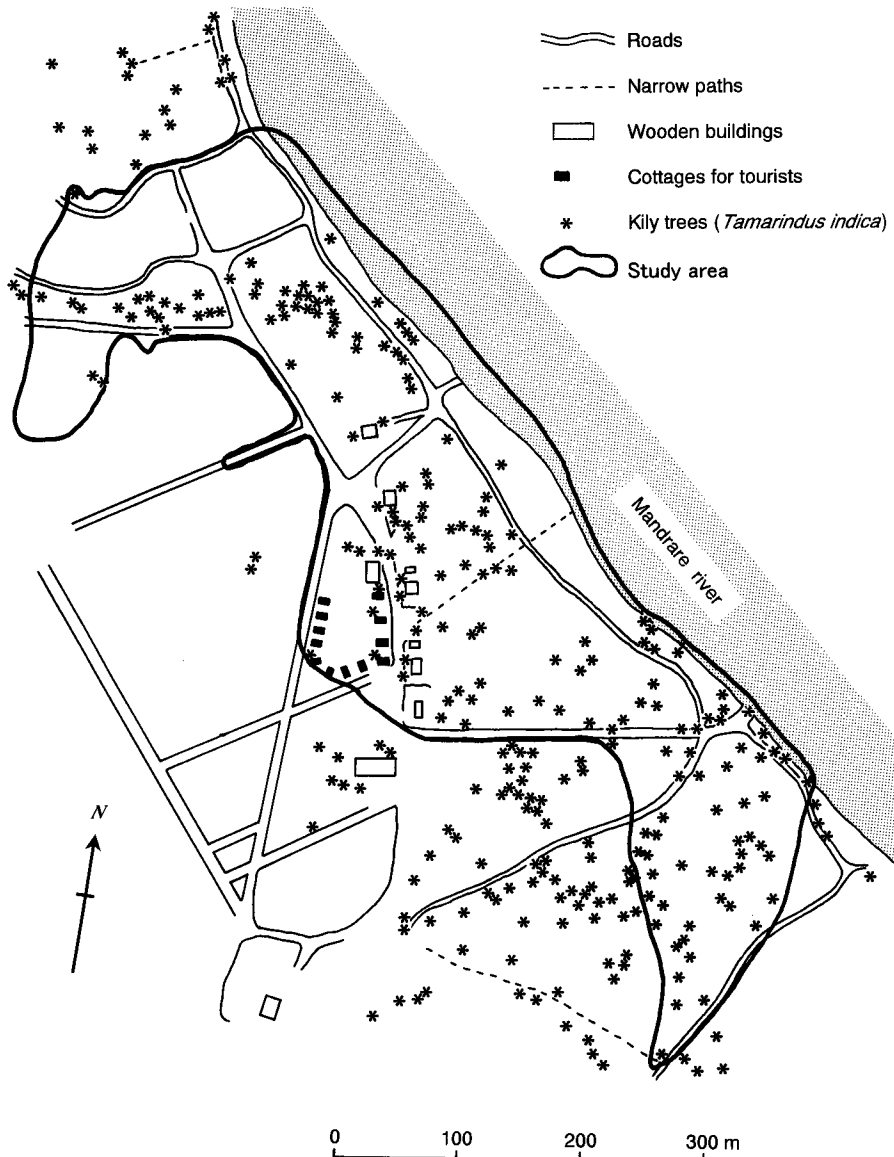 Roads
Narrow paths
Wooden buildings
Cottages for tourists
Kily trees (Tamarindus indica)
Study area
Mandrare river
N
0 100 200 300 m